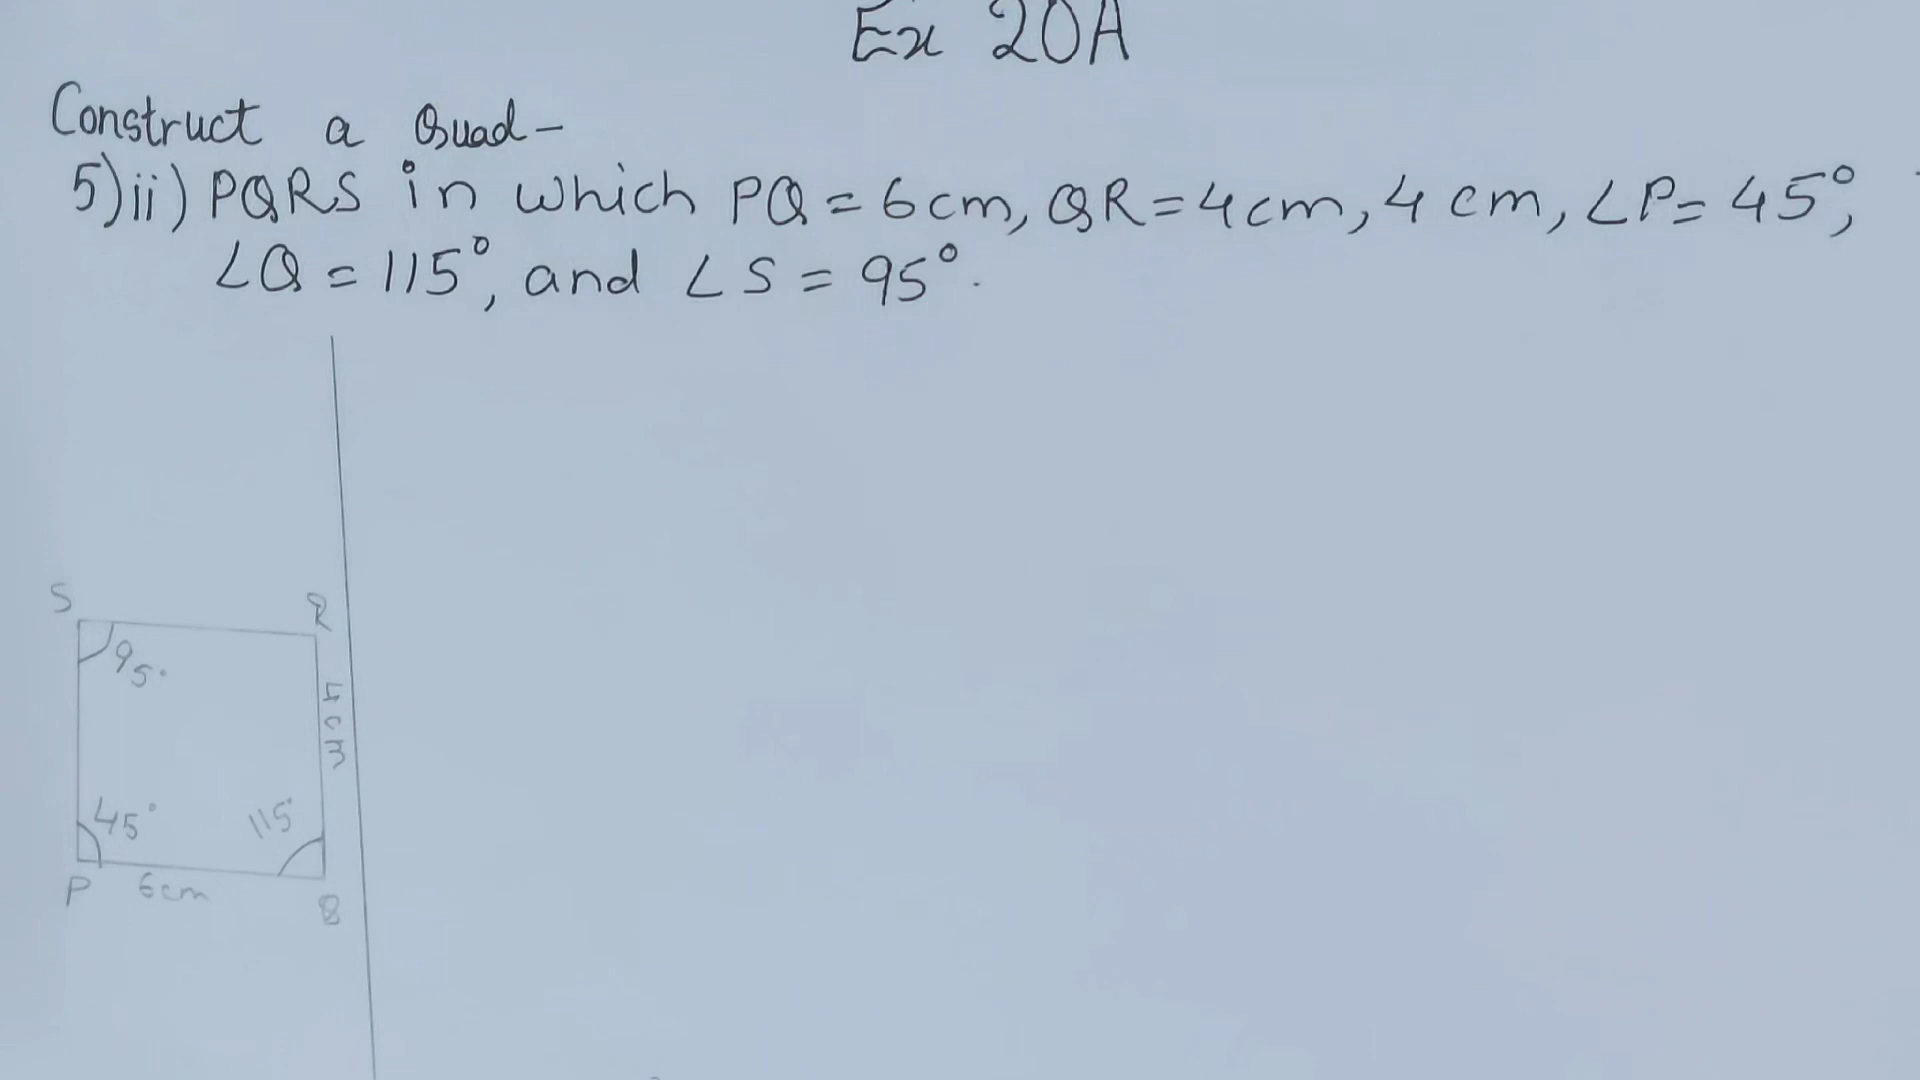 Ex 20A
Construct a Quad-
5)ii) PQRS in which PQ = 6cm, QR = 4cm, 4 cm, ∠P = 45°,
∠Q = 115°, and ∠S = 95°.
S
R
95°
4cm
45°
115°
P
6cm
Q